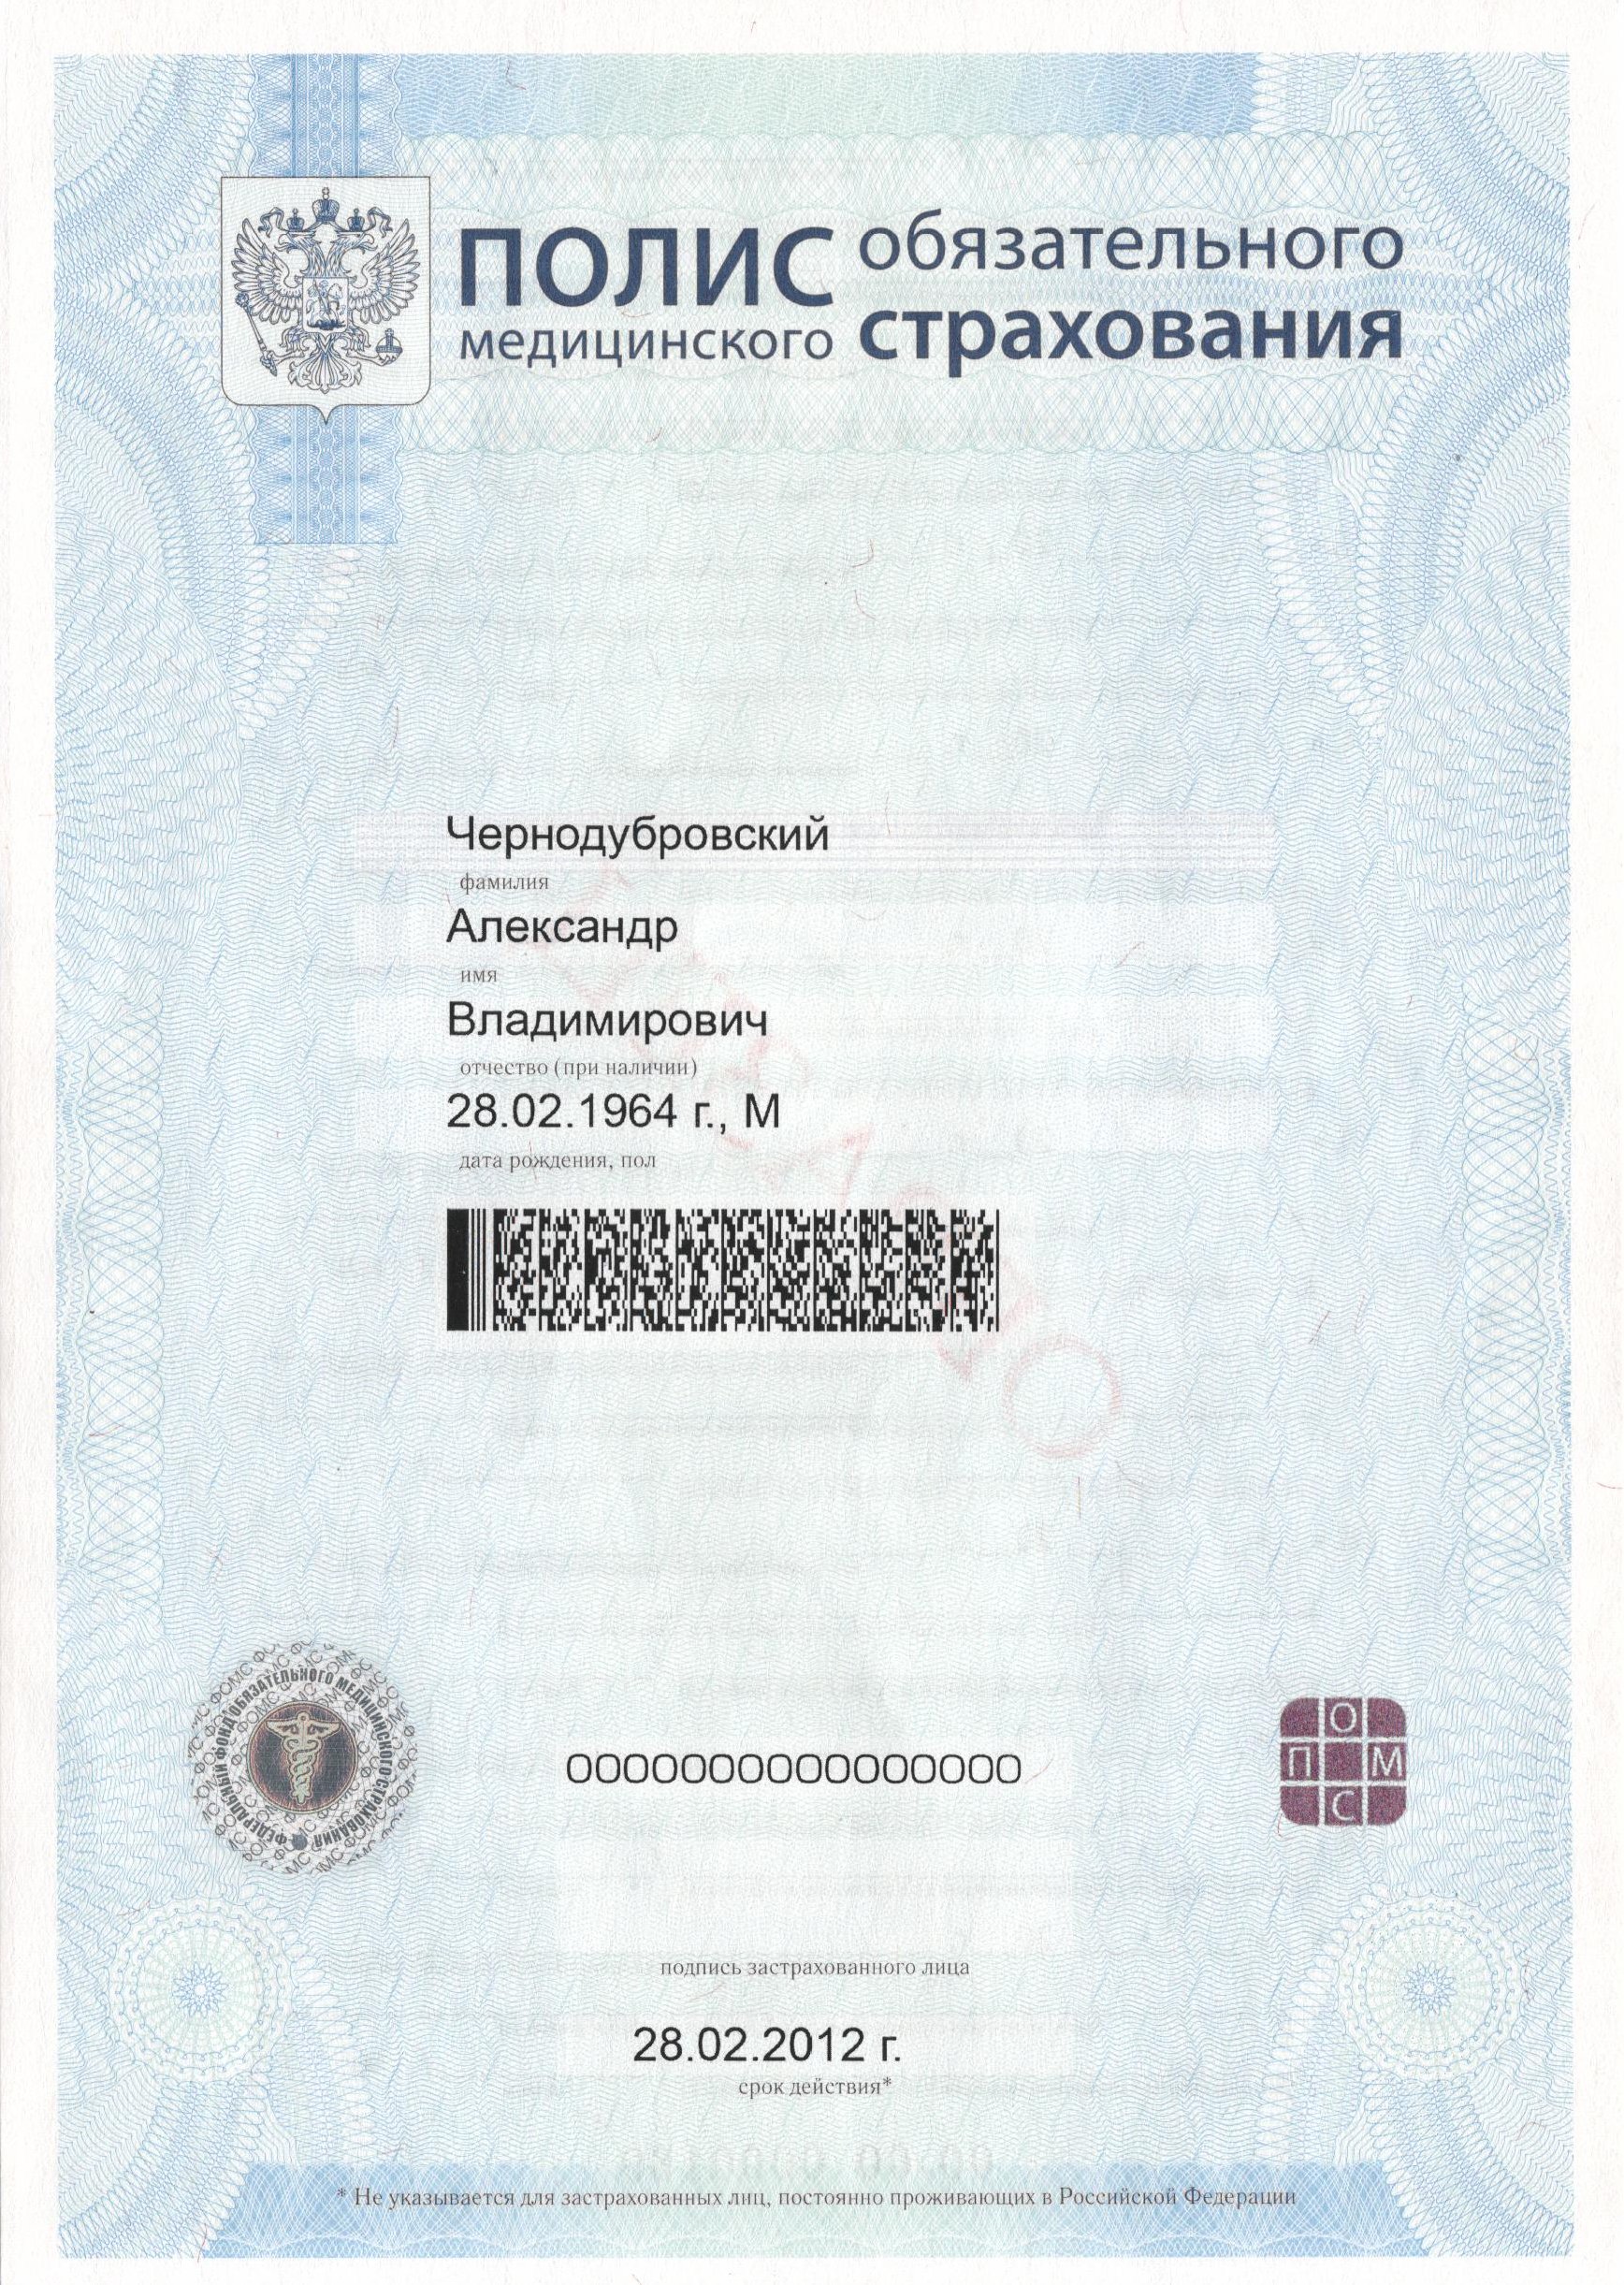 ПОЛИС обязательного
медицинского страхования
Чернодубровский
фамилия
Александр
имя
Владимирович
отчество (при наличии)
28.02.1964 г., М
дата рождения, пол
ФЕДЕРАЛЬНЫЙ ФОНД ОБЯЗАТЕЛЬНОГО МЕДИЦИНСКОГО СТРАХОВАНИЯ
0000000000000000
О
П М
С
подпись застрахованного лица
28.02.2012 г.
срок действия*
* Не указывается для застрахованных лиц, постоянно проживающих в Российской Федерации